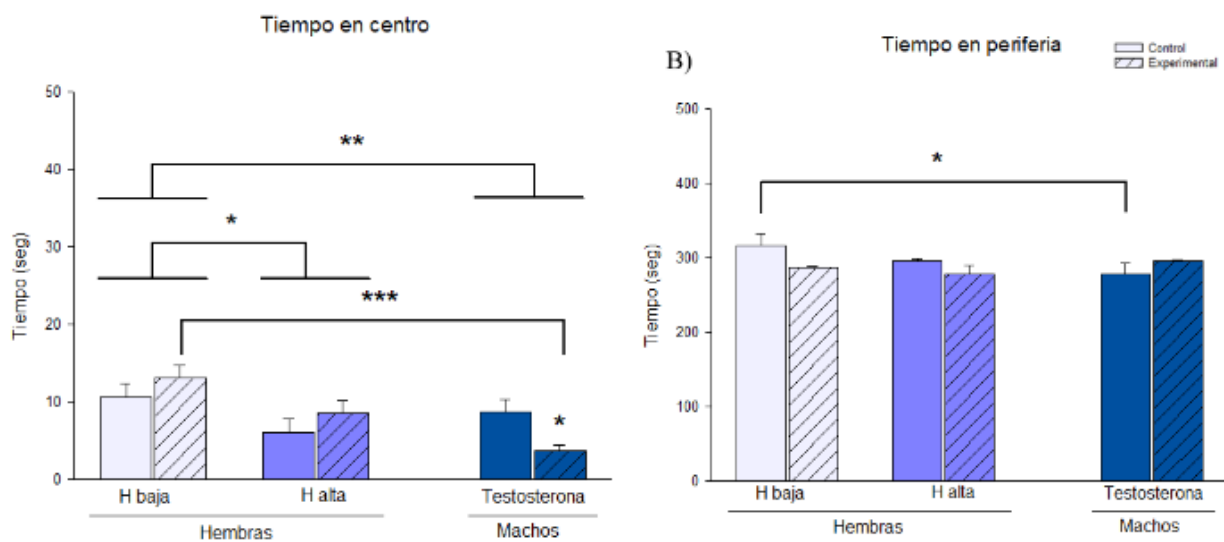 Tiempo en centro
50
40
30
20
10
0
Tiempo (seg)
**
*
***
*
H baja
H alta
Testosterona
Hembras
Machos
B)
Tiempo en periferia
Control
Experimental
500
400
300
200
100
0
Tiempo (seg)
*
H baja
H alta
Testosterona
Hembras
Machos